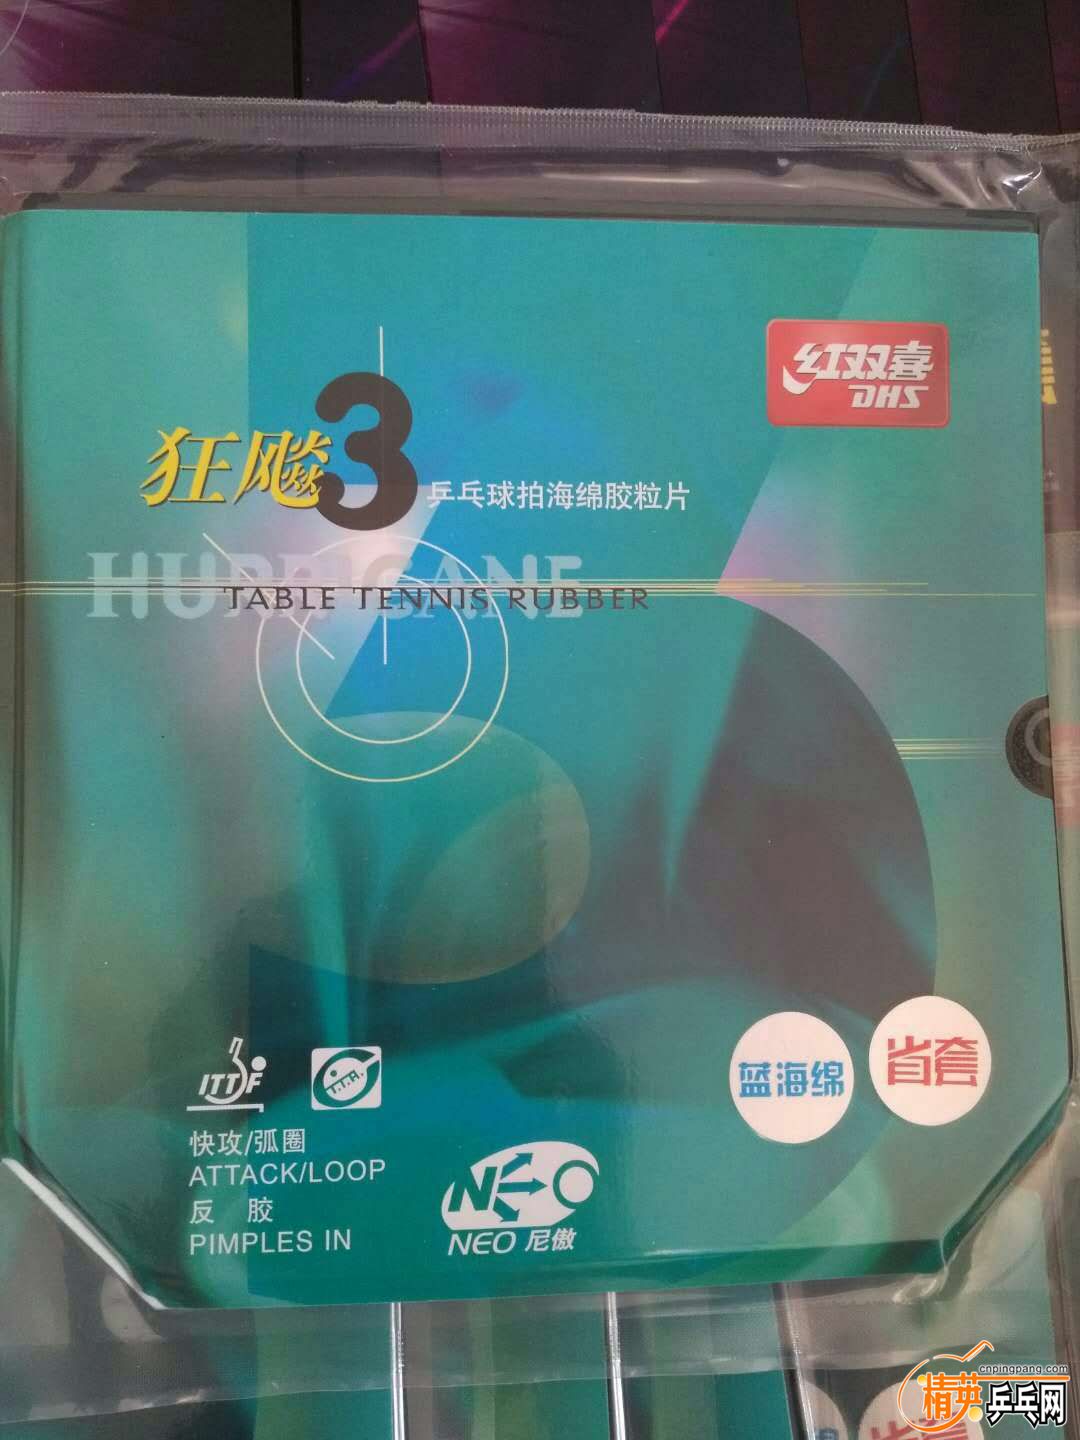 红双喜
DHS
狂飚3
乒乓球拍海绵胶粒片
HURRICANE
TABLE TENNIS RUBBER
蓝海绵
省套
ITTF
T.T.A.
快攻/弧圈
ATTACK/LOOP
反 胶
PIMPLES IN
NEO
NEO 尼傲
cnpingpang.com
精英乒乓网
省套